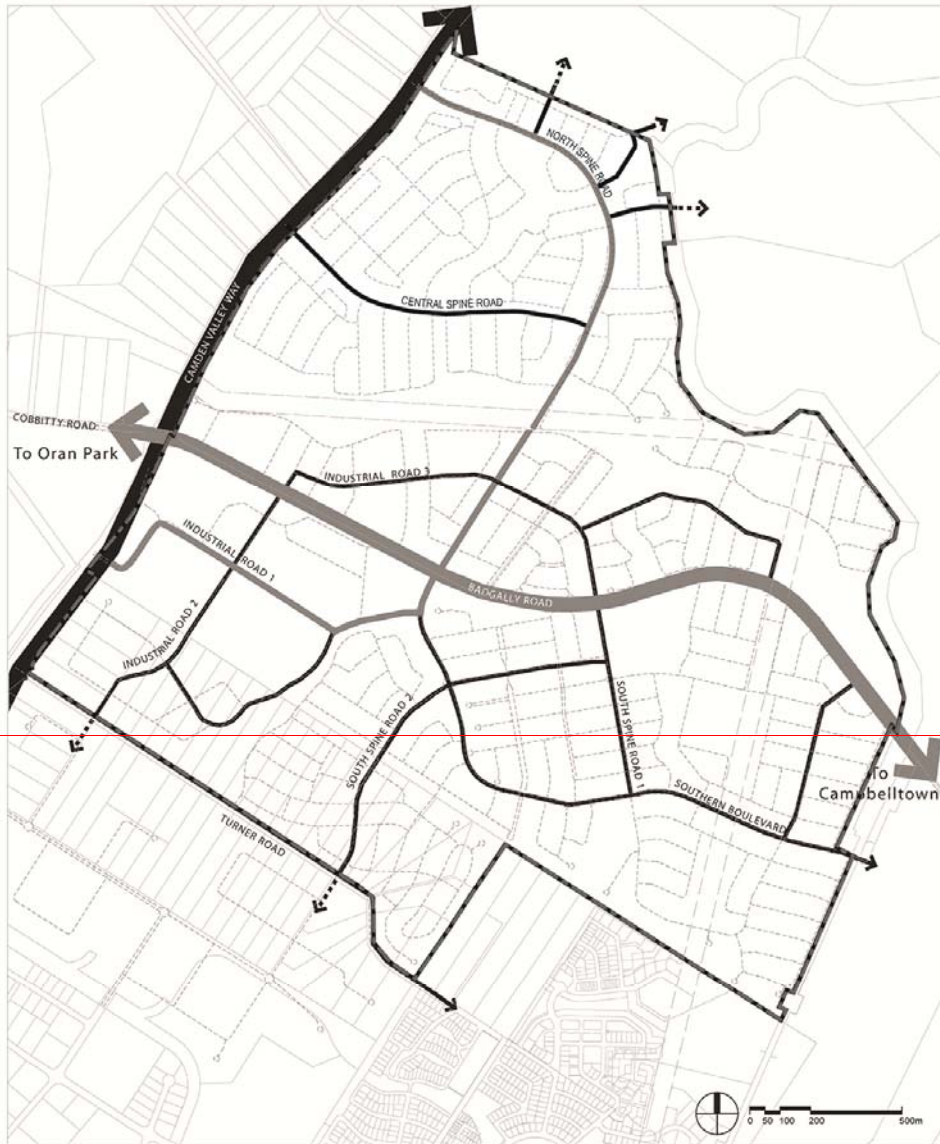 NORTH SPINE ROAD
CENTRAL SPINE ROAD
CAMDEN VALLEY WAY
COBBITTY ROAD
To Oran Park
INDUSTRIAL ROAD 3
INDUSTRIAL ROAD 1
BADGALLY ROAD
INDUSTRIAL ROAD 2
SOUTH SPINE ROAD 2
SOUTH SPINE ROAD 1
To
Campbelltown
SOUTHERN BOULEVARD
TURNER ROAD
0 50 100 200 500m